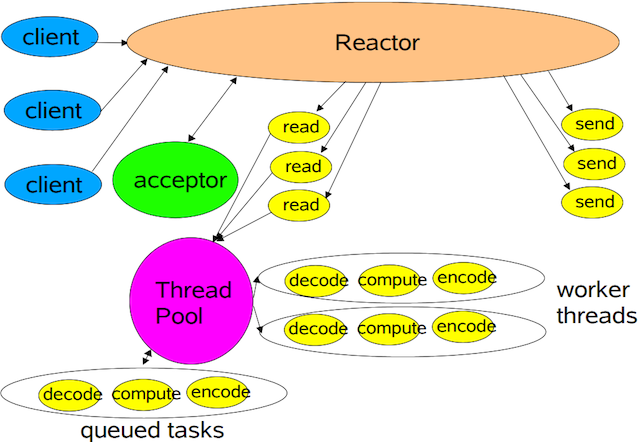 client
Reactor
client
client
acceptor
read
read
read
send
send
send
Thread
Pool
decode compute encode
decode compute encode
worker
threads
decode compute encode
queued tasks